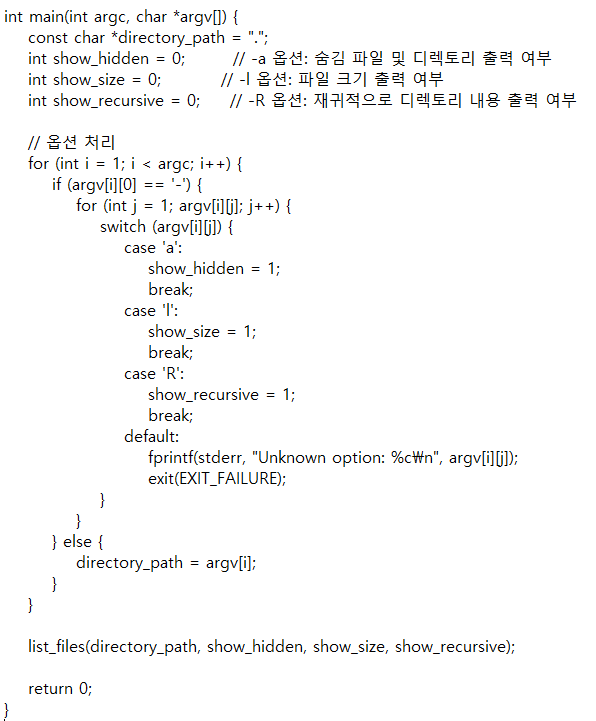 int main(int argc, char *argv[]) {
    const char *directory_path = ".";
    int show_hidden = 0;        // -a 옵션: 숨김 파일 및 디렉토리 출력 여부
    int show_size = 0;          // -l 옵션: 파일 크기 출력 여부
    int show_recursive = 0;     // -R 옵션: 재귀적으로 디렉토리 내용 출력 여부

    // 옵션 처리
    for (int i = 1; i < argc; i++) {
        if (argv[i][0] == '-') {
            for (int j = 1; argv[i][j]; j++) {
                switch (argv[i][j]) {
                    case 'a':
                        show_hidden = 1;
                        break;
                    case 'l':
                        show_size = 1;
                        break;
                    case 'R':
                        show_recursive = 1;
                        break;
                    default:
                        fprintf(stderr, "Unknown option: %c₩n", argv[i][j]);
                        exit(EXIT_FAILURE);
                }
            }
        } else {
            directory_path = argv[i];
        }
    }

    list_files(directory_path, show_hidden, show_size, show_recursive);

    return 0;
}